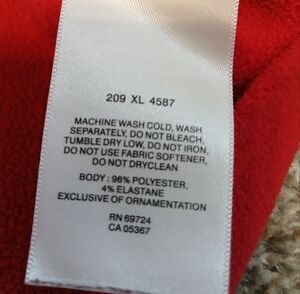 209 XL 4587
MACHINE WASH COLD, WASH
SEPARATELY, DO NOT BLEACH,
TUMBLE DRY LOW, DO NOT IRON,
DO NOT USE FABRIC SOFTENER,
DO NOT DRYCLEAN
BODY : 96% POLYESTER,
4% ELASTANE
EXCLUSIVE OF ORNAMENTATION
RN 69724
CA 05367